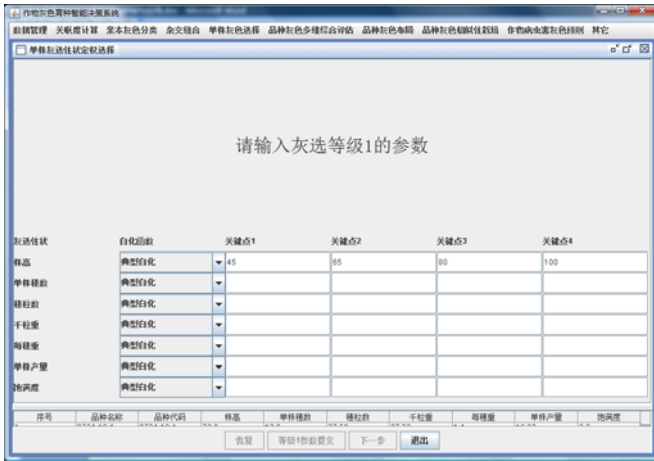 作物灰色育种智能决策系统
数据管理 关联度计算 亲本灰色分类 杂交组合 单株灰色选择 品种灰色多维综合评估 品种灰色布局 品种灰色相似性栽培 作物病虫害灰色预测 其它
单株灰选性状定权选择
请输入灰选等级1的参数
灰选性状 白化函数 关键点1 关键点2 关键点3 关键点4
株高 典型白化 45 65 80 100
单株穗数 典型白化
穗粒数 典型白化
千粒重 典型白化
每穗重 典型白化
单株产量 典型白化
饱满度 典型白化
序号 品种名称 品种代码 株高 单株穗数 穗粒数 千粒重 每穗重 单株产量 饱满度
恢复 等级1参数提交 下一步 退出